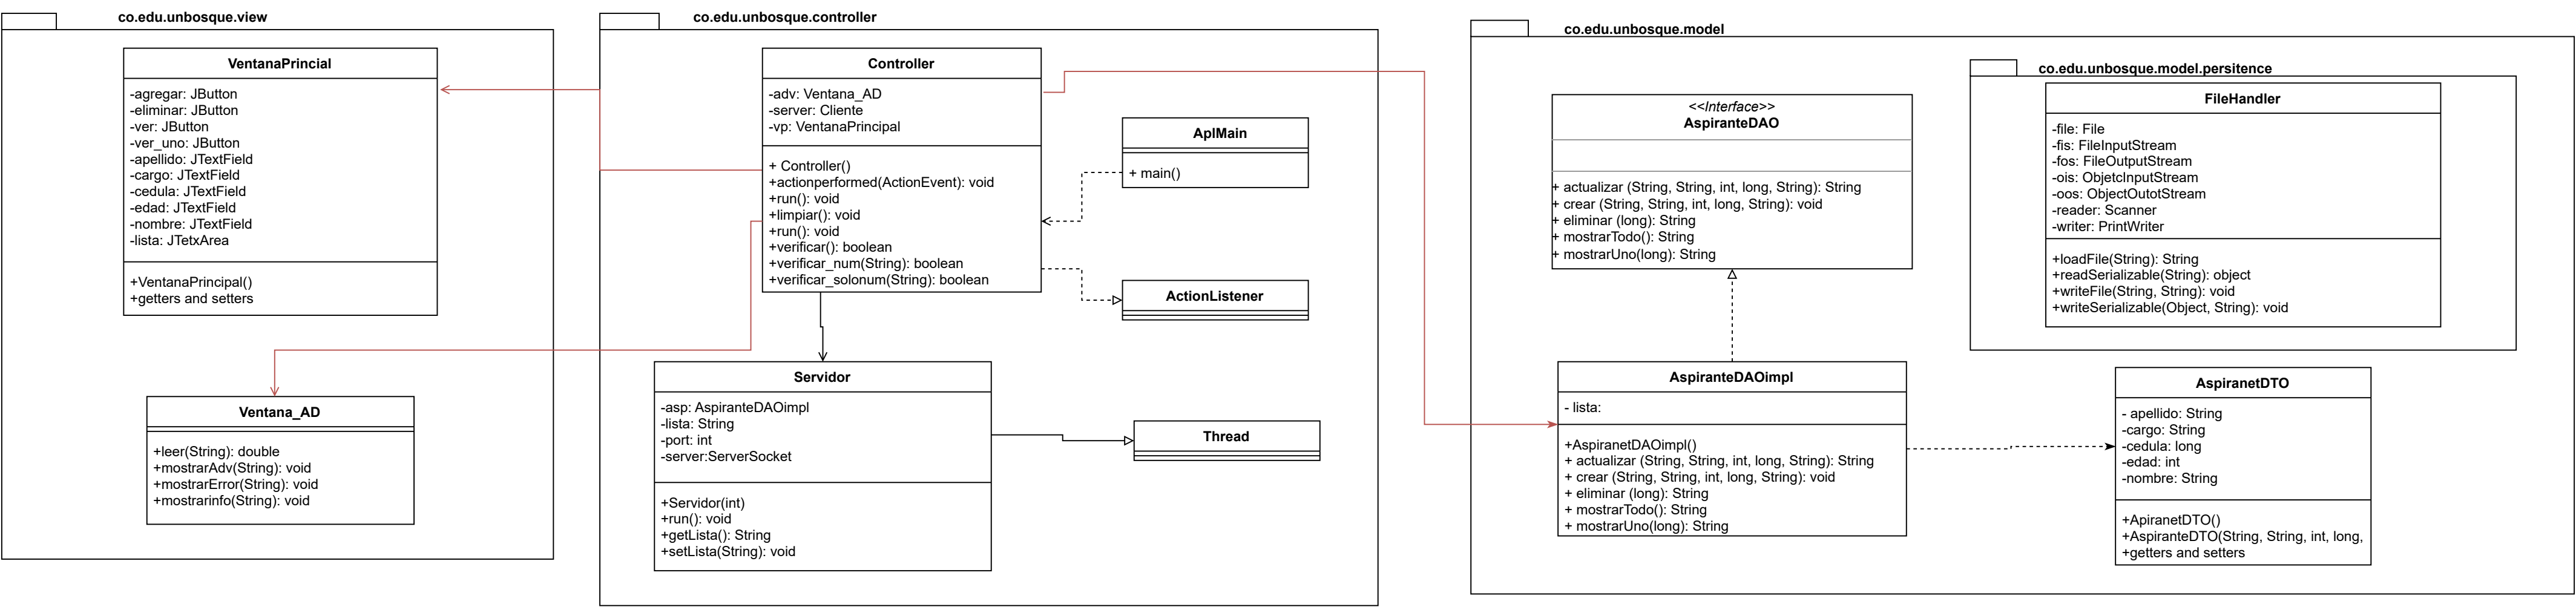 co.edu.unbosque.view
VentanaPrincial
-agregar: JButton
-eliminar: JButton
-ver: JButton
-ver_uno: JButton
-apellido: JTextField
-cargo: JTextField
-cedula: JTextField
-edad: JTextField
-nombre: JTextField
-lista: JTetxArea
+VentanaPrincipal()
+getters and setters
Ventana_AD
+leer(String): double
+mostrarAdv(String): void
+mostrarError(String): void
+mostrarinfo(String): void
co.edu.unbosque.controller
Controller
-adv: Ventana_AD
-server: Cliente
-vp: VentanaPrincipal
+ Controller()
+actionperformed(ActionEvent): void
+run(): void
+limpiar(): void
+run(): void
+verificar(): boolean
+verificar_num(String): boolean
+verificar_solonum(String): boolean
AplMain
+ main()
ActionListener
Servidor
-asp: AspiranteDAOimpl
-lista: String
-port: int
-server:ServerSocket
+Servidor(int)
+run(): void
+getLista(): String
+setLista(String): void
Thread
co.edu.unbosque.model
<<Interface>>
AspiranteDAO
+ actualizar (String, String, int, long, String): String
+ crear (String, String, int, long, String): void
+ eliminar (long): String
+ mostrarTodo(): String
+ mostrarUno(long): String
co.edu.unbosque.model.persitence
FileHandler
-file: File
-fis: FileInputStream
-fos: FileOutputStream
-ois: ObjetcInputStream
-oos: ObjectOutotStream
-reader: Scanner
-writer: PrintWriter
+loadFile(String): String
+readSerializable(String): object
+writeFile(String, String): void
+writeSerializable(Object, String): void
AspiranteDAOimpl
- lista:
+AspiranetDAOimpl()
+ actualizar (String, String, int, long, String): String
+ crear (String, String, int, long, String): void
+ eliminar (long): String
+ mostrarTodo(): String
+ mostrarUno(long): String
AspiranetDTO
- apellido: String
-cargo: String
-cedula: long
-edad: int
-nombre: String
+ApiranetDTO()
+AspiranteDTO(String, String, int, long,
+getters and setters